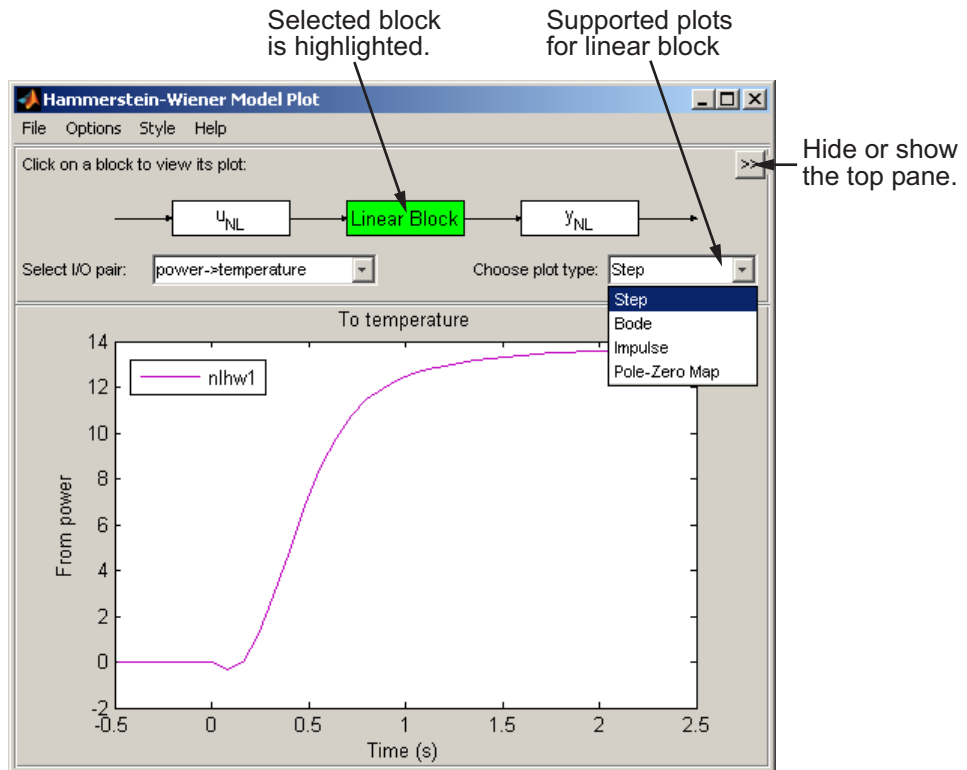 Selected block
is highlighted.
Supported plots
for linear block
Hammerstein-Wiener Model Plot
File Options Style Help
Click on a block to view its plot:
>>
Hide or show
the top pane.
uNL
Linear Block
yNL
Select I/O pair:
power->temperature
Choose plot type:
Step
Step
Bode
Impulse
Pole-Zero Map
To temperature
nlhw1
14
12
10
8
6
4
2
0
-2
From power
-0.5 0 0.5 1 1.5 2 2.5
Time (s)